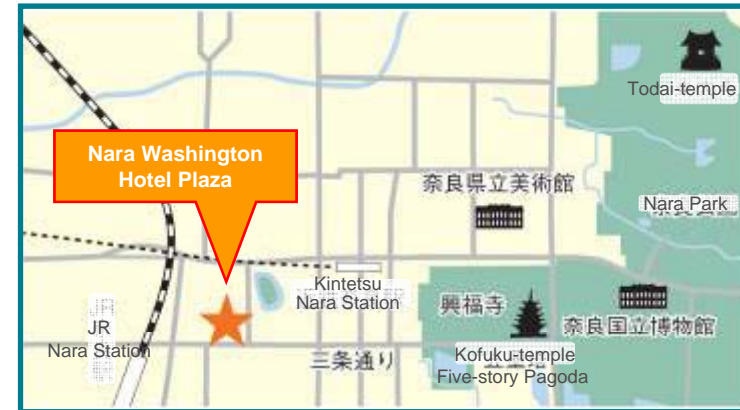 Todai-temple
Nara Washington
Hotel Plaza
奈良県立美術館
Nara Park
Kintetsu
Nara Station
興福寺
奈良国立博物館
JR
Nara Station
三条通り
Kofuku-temple
Five-story Pagoda